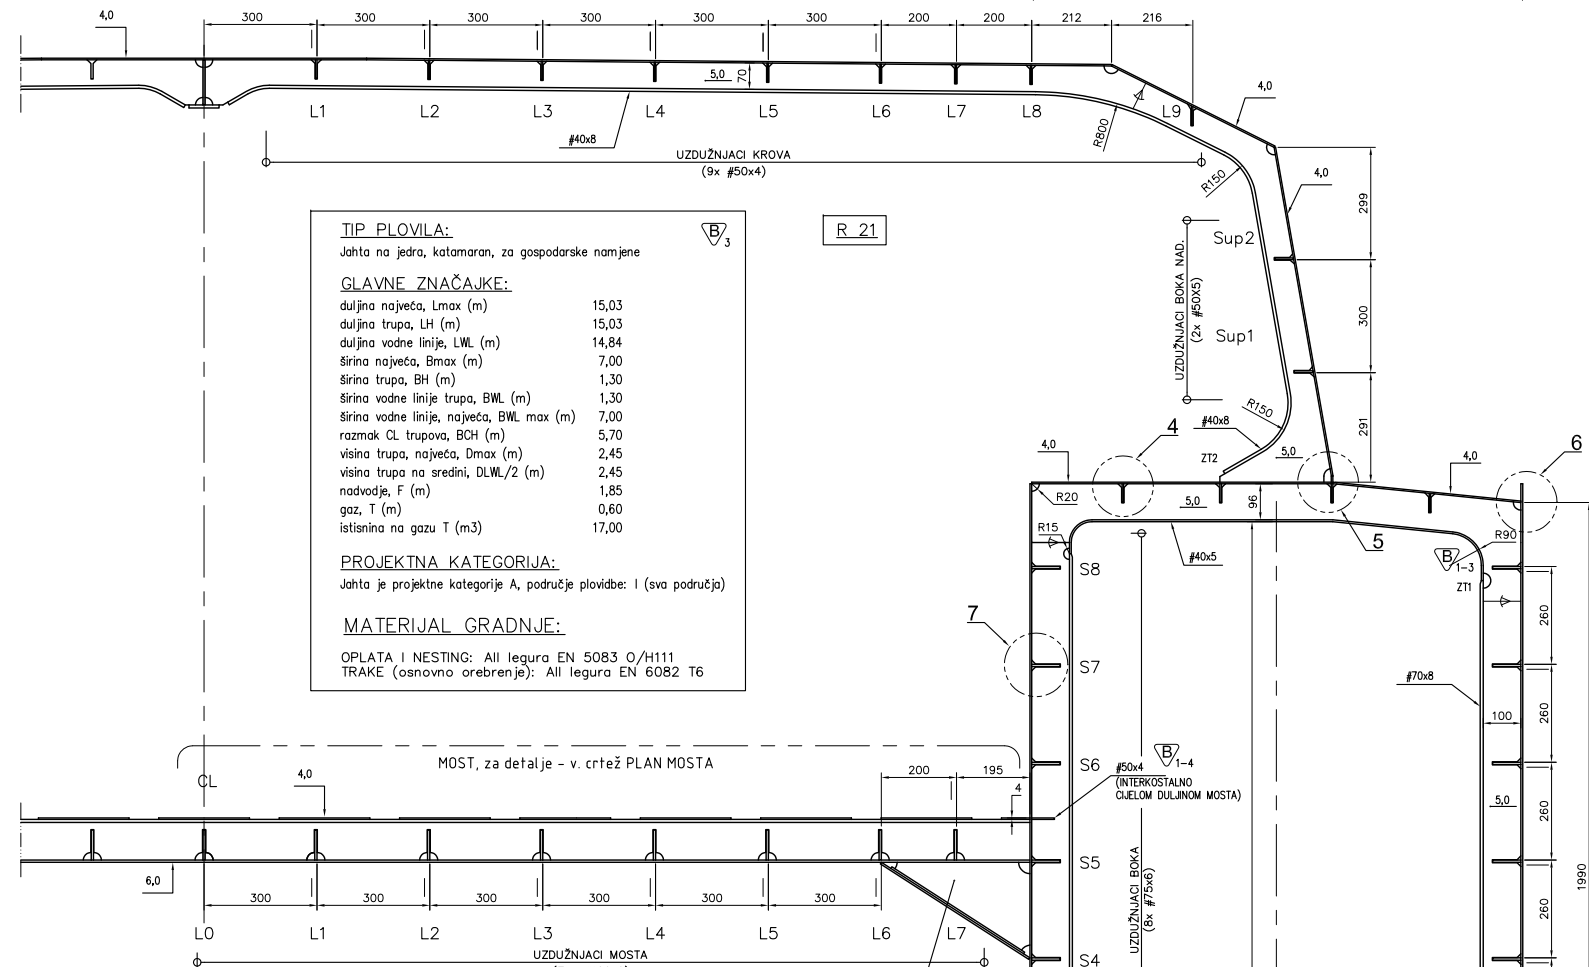 4,0
300
300
300
300
300
300
200
200
212
216
5,0
70
4,0
L1
L2
L3
L4
L5
L6
L7
L8
L9
#40x8
R800
UZDUŽNJACI KROVA
(9x #50x4)
R150
4,0
299
TIP PLOVILA:
B
3
Jahta na jedra, katamaran, za gospodarske namjene
GLAVNE ZNAČAJKE:
duljina najveća, Lmax (m) 15,03
duljina trupa, LH (m) 15,03
duljina vodne linije, LWL (m) 14,84
širina najveća, Bmax (m) 7,00
širina trupa, BH (m) 1,30
širina vodne linije trupa, BWL (m) 1,30
širina vodne linije, najveća, BWL max (m) 7,00
razmak CL trupova, BCH (m) 5,70
visina trupa, najveća, Dmax (m) 2,45
visina trupa na sredini, DLWL/2 (m) 2,45
nadvodje, F (m) 1,85
gaz, T (m) 0,60
istisnina na gazu T (m3) 17,00
PROJEKTNA KATEGORIJA:
Jahta je projektne kategorije A, područje plovidbe: I (sva područja)
MATERIJAL GRADNJE:
OPLATA I NESTING: All legura EN 5083 O/H111
TRAKE (osnovno orebrenje): All legura EN 6082 T6
R 21
Sup2
UZDUŽNJACI BOKA NAD.
(2x #50X5)
Sup1
300
R150
#40x8
291
4
6
4,0
ZT2
5,0
4,0
R20
5,0
96
R15
5
R90
#40x5
B
1-3
ZT1
S8
7
260
S7
#70x8
100
260
MOST, za detalje - v. crtež PLAN MOSTA
CL
4,0
200
195
4
S6
#50x4
B
1-4
(INTERKOSTALNO
CIJELOM DULJINOM MOSTA)
5,0
260
S5
6,0
UZDUŽNJACI BOKA
(8x #75x6)
1990
300
300
300
300
300
300
260
L0
L1
L2
L3
L4
L5
L6
L7
UZDUŽNJACI MOSTA
S4